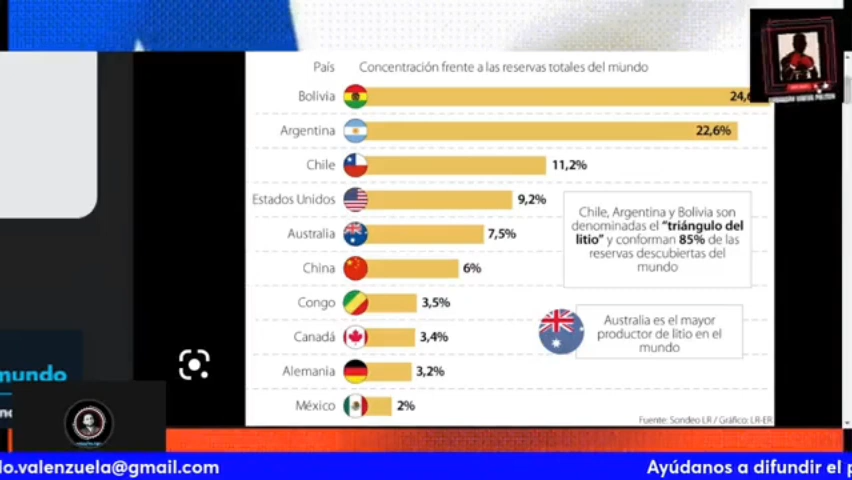 País Concentración frente a las reservas totales del mundo
Bolivia 24,
Argentina 22,6%
Chile 11,2%
Estados Unidos 9,2%
Australia 7,5%
China 6%
Congo 3,5%
Canadá 3,4%
Alemania 3,2%
México 2%
Chile, Argentina y Bolivia son
denominadas el "triángulo del
litio" y conforman 85% de las
reservas descubiertas del
mundo
Australia es el mayor
productor de litio en el
mundo
Fuente: Sondeo LR / Gráfico: LR-ER
mundo
lo.valenzuela@gmail.com Ayúdanos a difundir el p